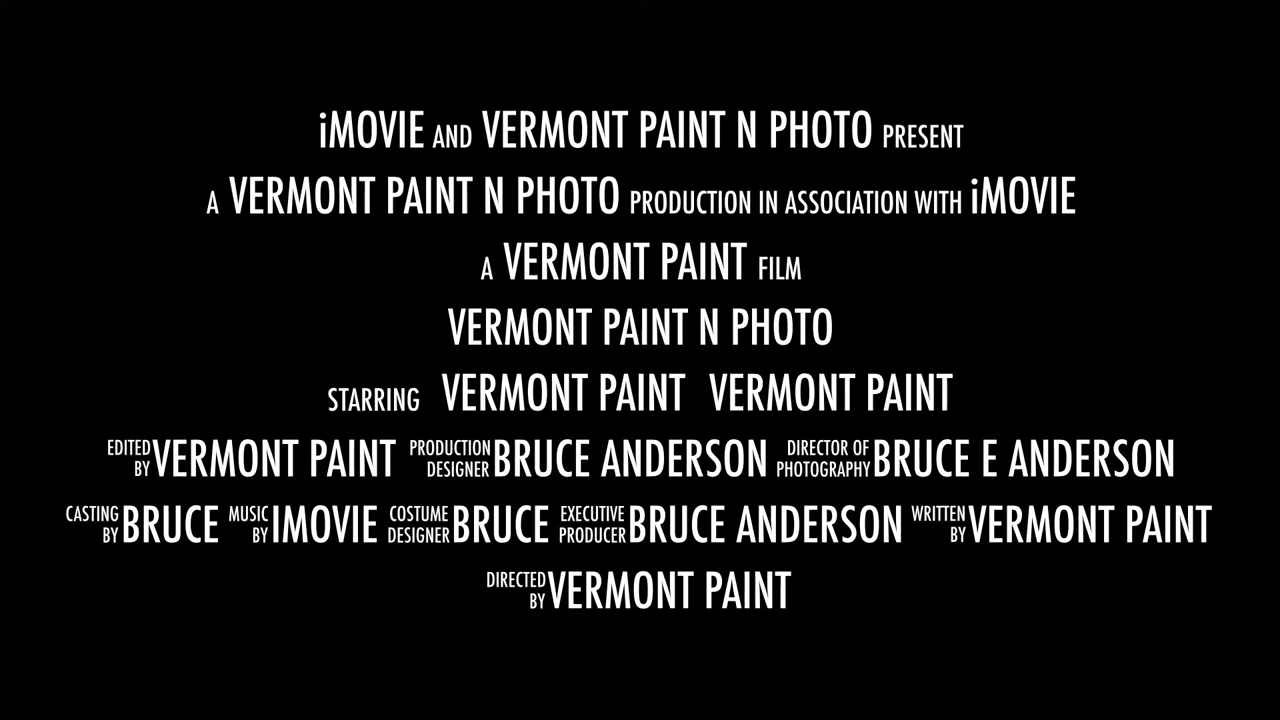 iMOVIE AND VERMONT PAINT N PHOTO PRESENT
A VERMONT PAINT N PHOTO PRODUCTION IN ASSOCIATION WITH iMOVIE
A VERMONT PAINT FILM
VERMONT PAINT N PHOTO
STARRING VERMONT PAINT VERMONT PAINT
EDITED BY VERMONT PAINT PRODUCTION DESIGNER BRUCE ANDERSON DIRECTOR OF PHOTOGRAPHY BRUCE E ANDERSON
CASTING BY BRUCE MUSIC BY IMOVIE COSTUME DESIGNER BRUCE EXECUTIVE PRODUCER BRUCE ANDERSON WRITTEN BY VERMONT PAINT
DIRECTED BY VERMONT PAINT